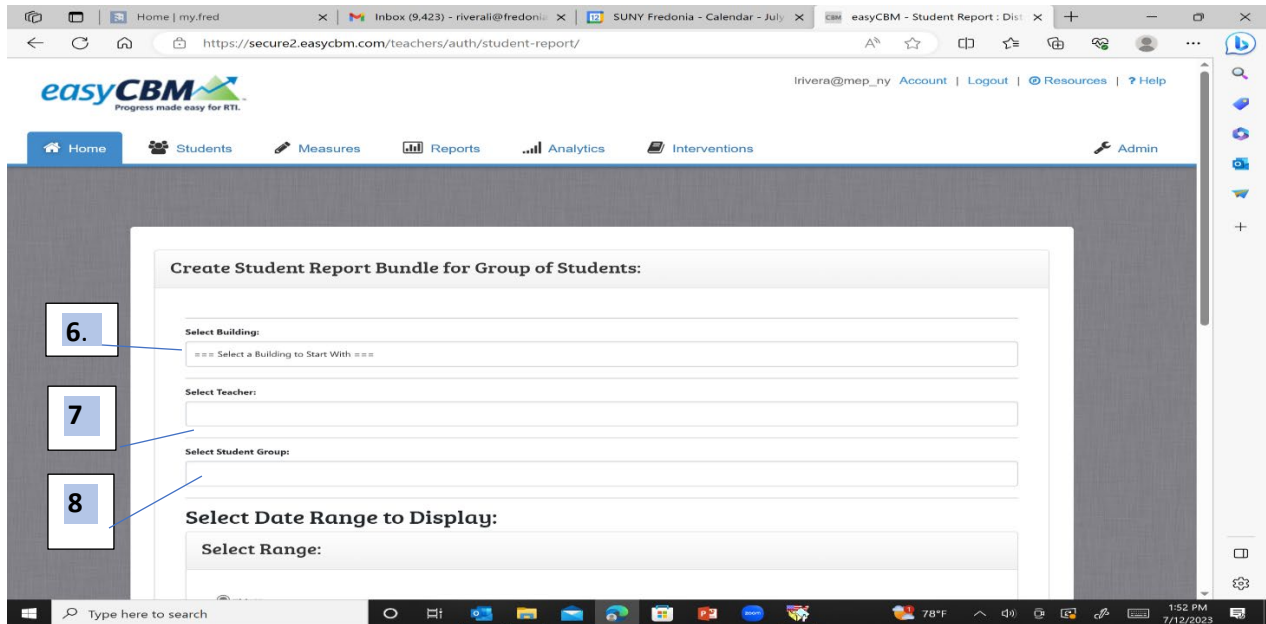 Home | my.fred
Inbox (9,423) - riverali@fredonia
SUNY Fredonia - Calendar - July
easyCBM - Student Report : Dist
https://secure2.easycbm.com/teachers/auth/student-report/
easyCBM
Progress made easy for RTI.
lrivera@mep_ny Account | Logout | Resources | ? Help
Home Students Measures Reports Analytics Interventions Admin
Create Student Report Bundle for Group of Students:
6.
Select Building:
=== Select a Building to Start With ===
7
Select Teacher:
8
Select Student Group:
Select Date Range to Display:
Select Range:
Type here to search
78°F
1:52 PM
7/12/2023